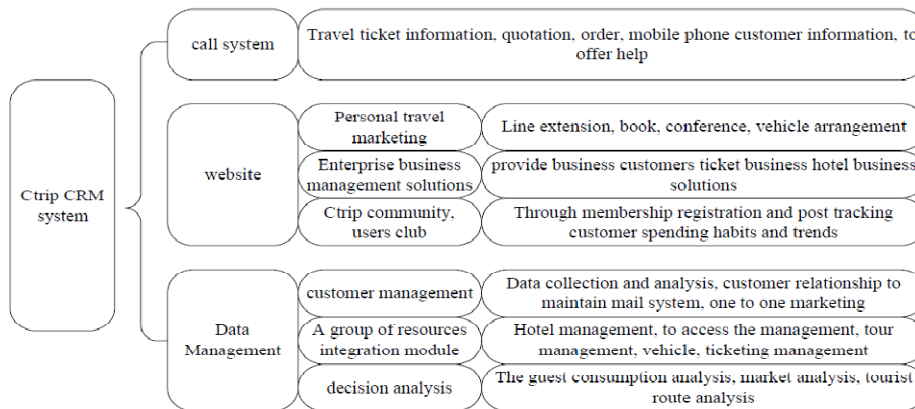 Ctrip CRM
system
call system
Travel ticket information, quotation, order, mobile phone customer information, to
offer help
website
Personal travel
marketing
Line extension, book, conference, vehicle arrangement
Enterprise business
management solutions
provide business customers ticket business hotel business
solutions
Ctrip community,
users club
Through membership registration and post tracking
customer spending habits and trends
Data
Management
customer management
Data collection and analysis, customer relationship to
maintain mail system, one to one marketing
A group of resources
integration module
Hotel management, to access the management, tour
management, vehicle, ticketing management
decision analysis
The guest consumption analysis, market analysis, tourist
route analysis